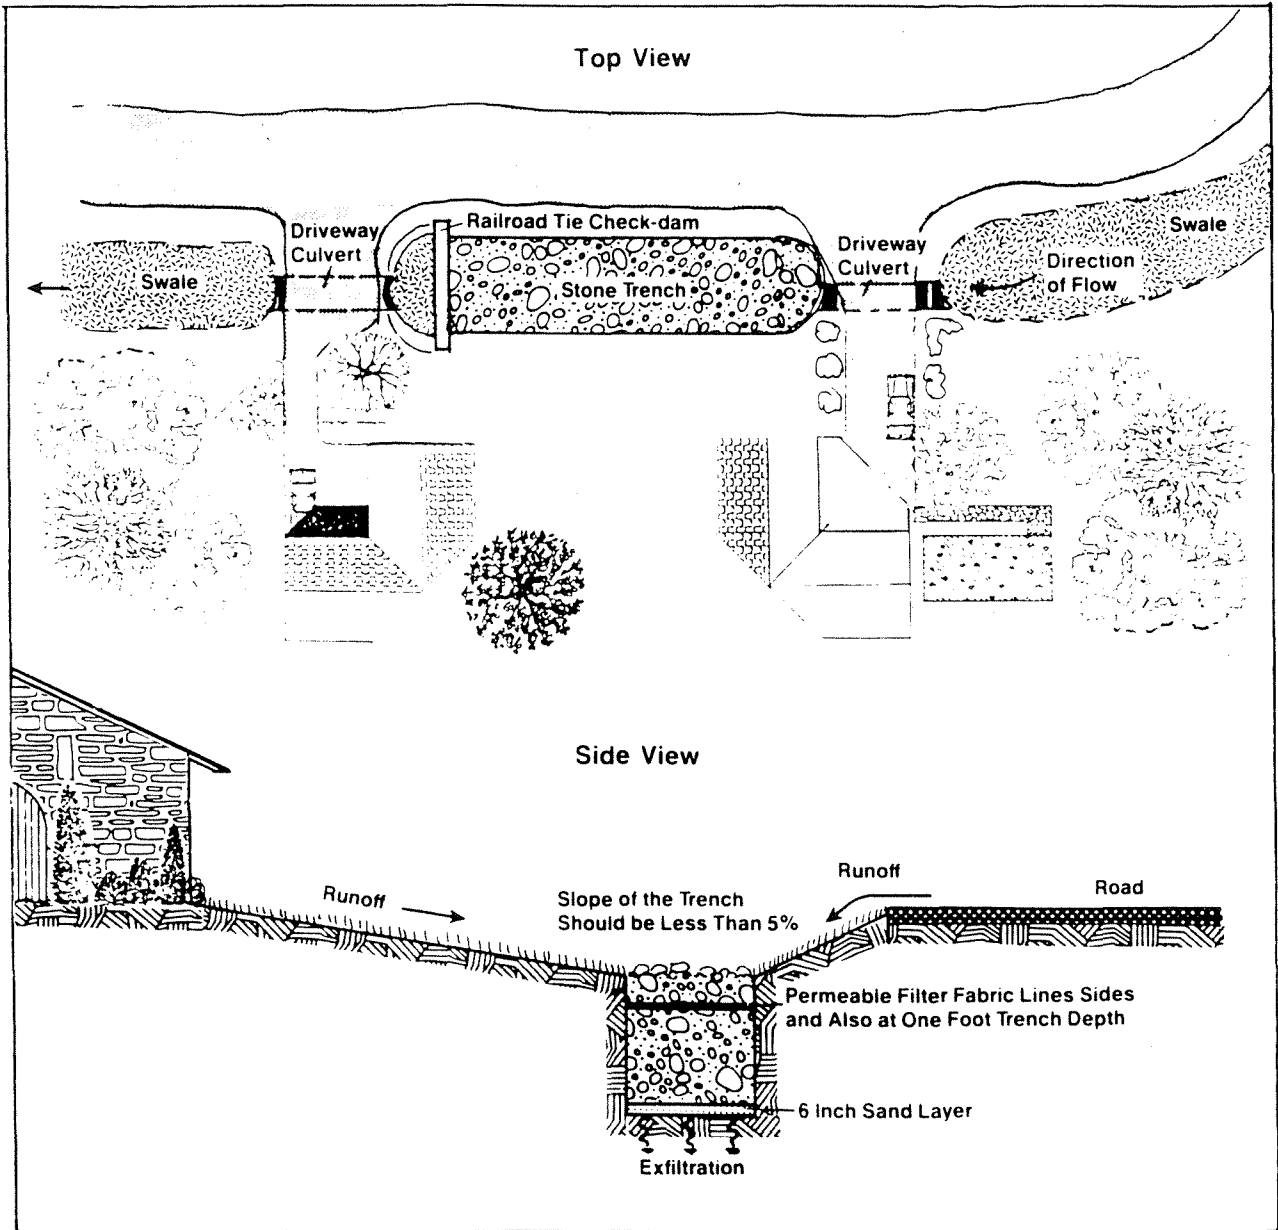 Top View
Railroad Tie Check-dam
Driveway
Culvert
Swale
Stone Trench
Driveway
Culvert
Swale
Direction
of Flow
Side View
Runoff
Slope of the Trench
Should be Less Than 5%
Runoff
Road
Permeable Filter Fabric Lines Sides
and Also at One Foot Trench Depth
6 Inch Sand Layer
Exfiltration